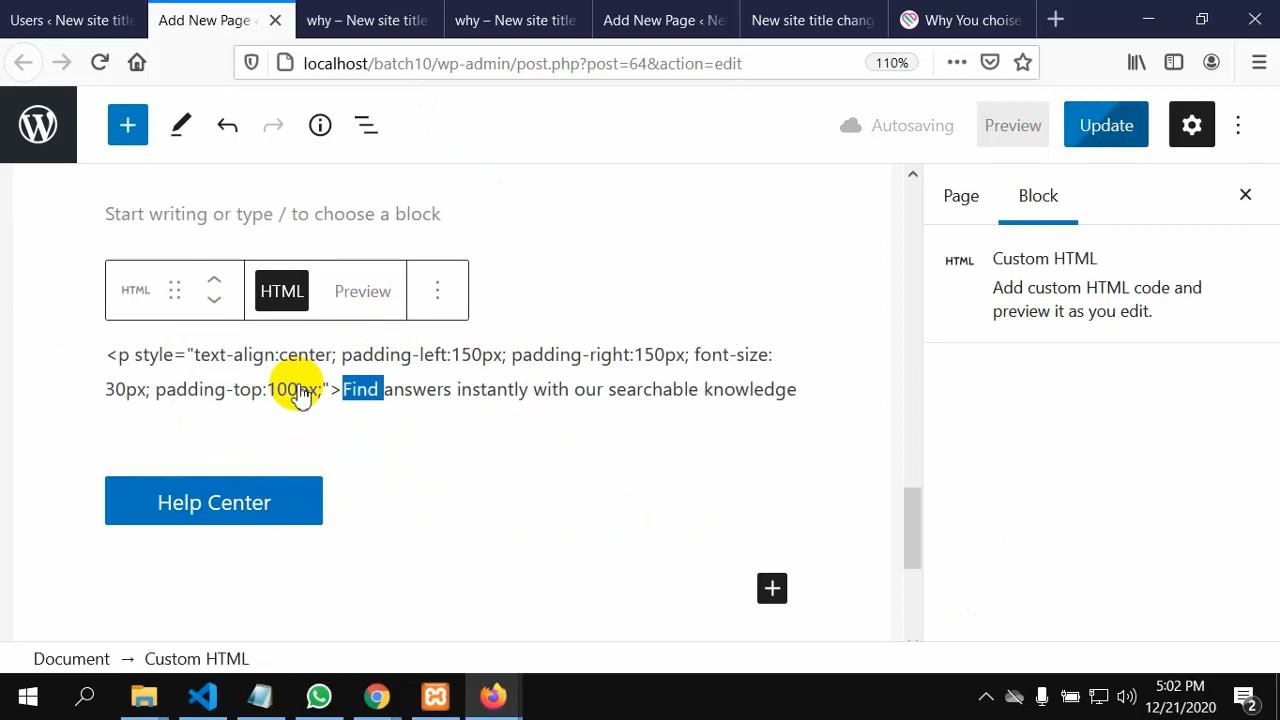 Users ‹ New site titl
Add New Page ‹
why – New site title
why – New site title
Add New Page ‹ Ne
New site title chang
Why You choise
localhost/batch10/wp-admin/post.php?post=64&action=edit
110%
Autosaving
Preview
Update
Start writing or type / to choose a block
Page
Block
HTML
HTML
Preview
HTML
Custom HTML
Add custom HTML code and
preview it as you edit.
<p style="text-align:center; padding-left:150px; padding-right:150px; font-size:
30px; padding-top:100px;">Find answers instantly with our searchable knowledge
Help Center
Document → Custom HTML
5:02 PM
12/21/2020
2